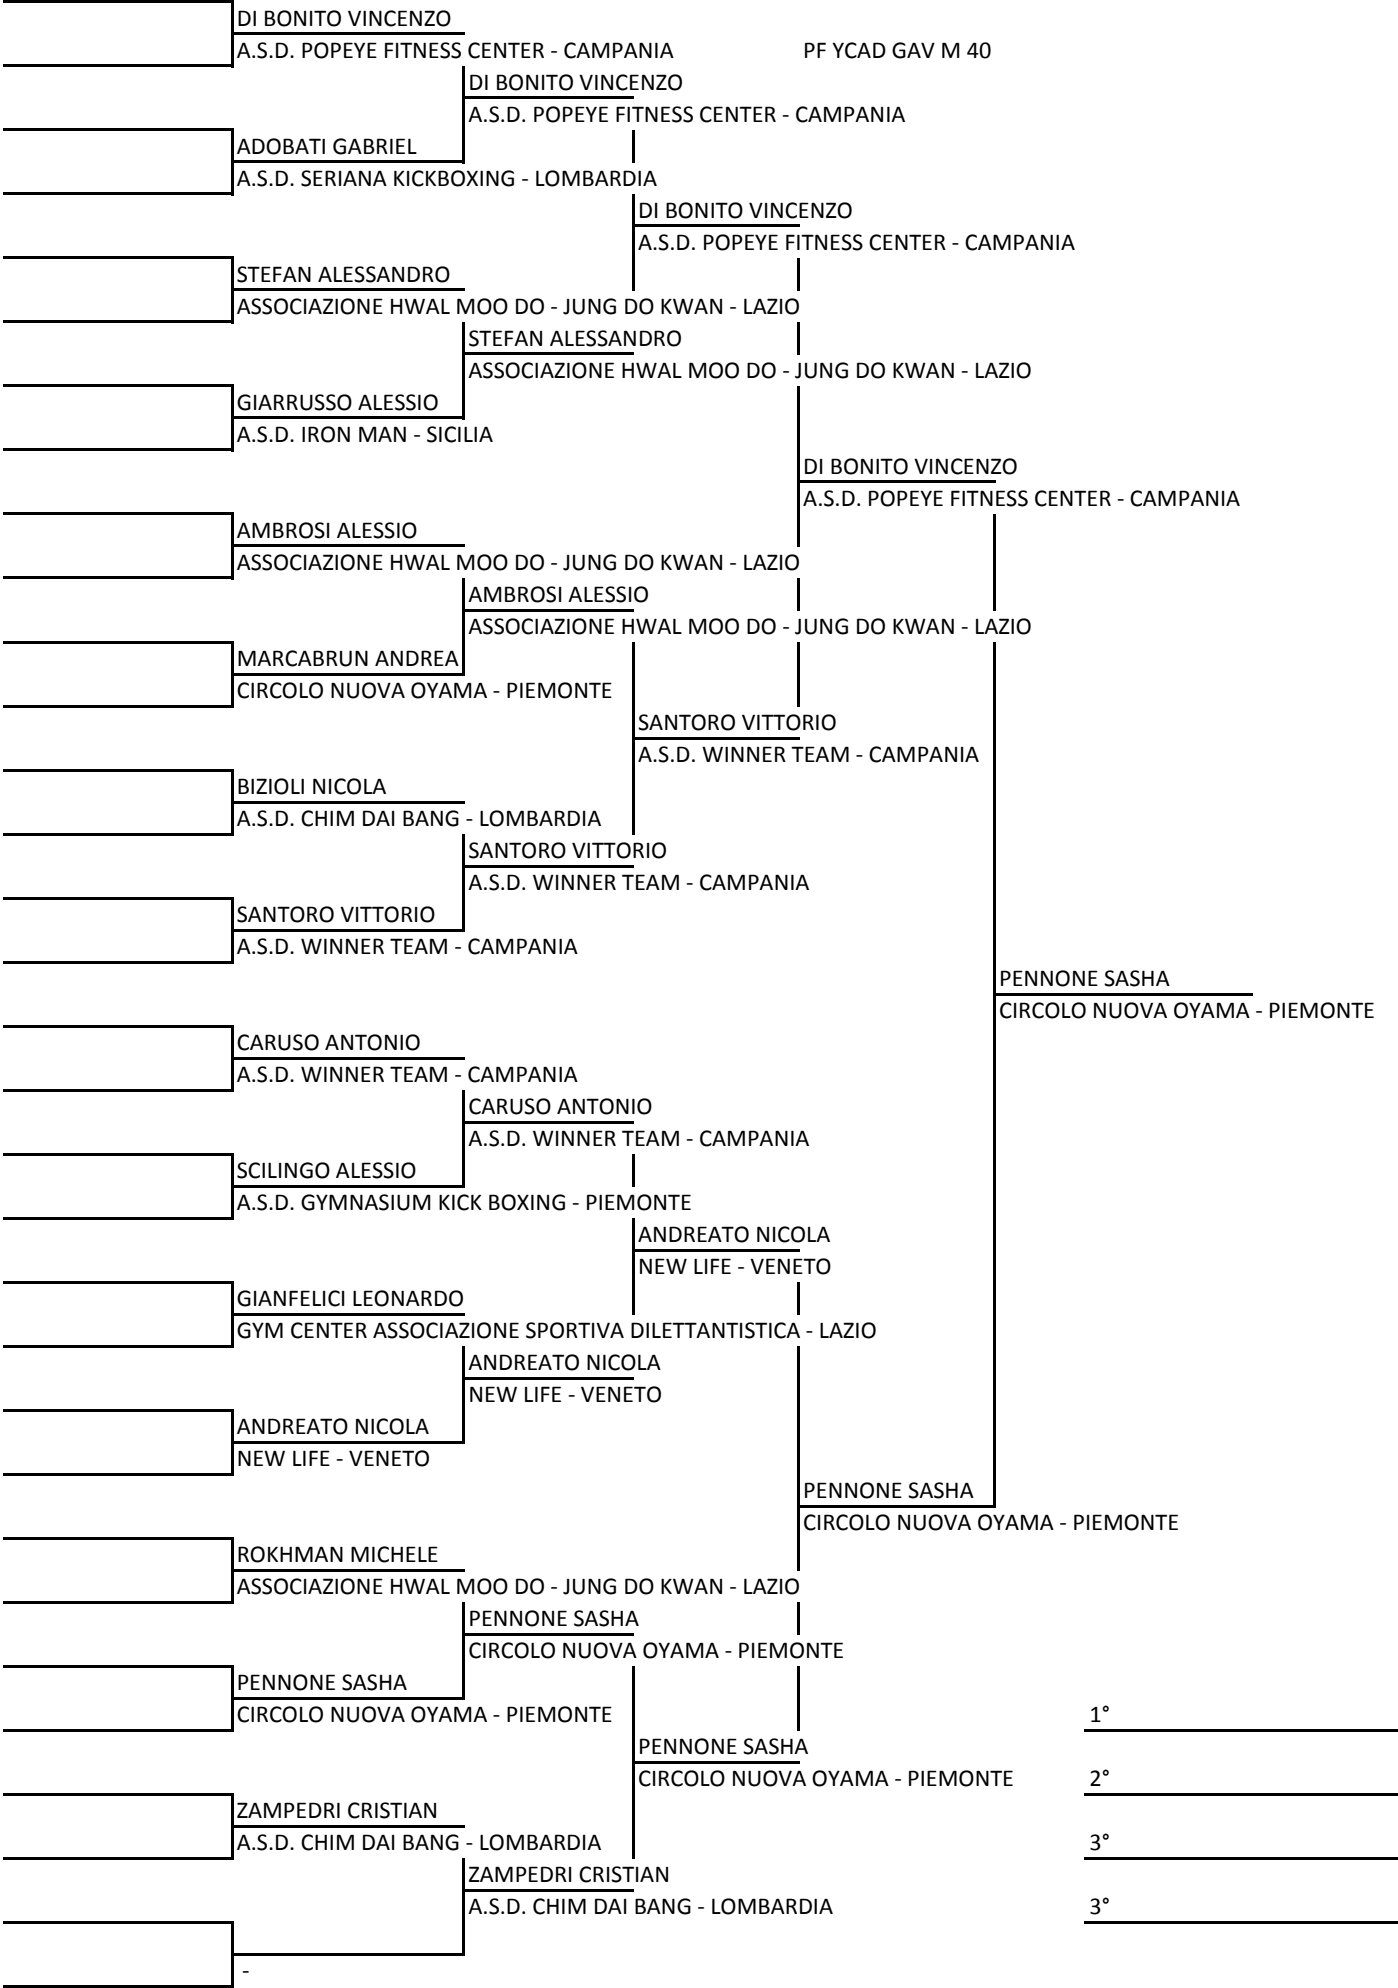 DI BONITO VINCENZO
A.S.D. POPEYE FITNESS CENTER - CAMPANIA
PF YCAD GAV M 40
DI BONITO VINCENZO
A.S.D. POPEYE FITNESS CENTER - CAMPANIA
ADOBATI GABRIEL
A.S.D. SERIANA KICKBOXING - LOMBARDIA
DI BONITO VINCENZO
A.S.D. POPEYE FITNESS CENTER - CAMPANIA
STEFAN ALESSANDRO
ASSOCIAZIONE HWAL MOO DO - JUNG DO KWAN - LAZIO
STEFAN ALESSANDRO
ASSOCIAZIONE HWAL MOO DO - JUNG DO KWAN - LAZIO
GIARRUSSO ALESSIO
A.S.D. IRON MAN - SICILIA
DI BONITO VINCENZO
A.S.D. POPEYE FITNESS CENTER - CAMPANIA
AMBROSI ALESSIO
ASSOCIAZIONE HWAL MOO DO - JUNG DO KWAN - LAZIO
AMBROSI ALESSIO
ASSOCIAZIONE HWAL MOO DO - JUNG DO KWAN - LAZIO
MARCABRUN ANDREA
CIRCOLO NUOVA OYAMA - PIEMONTE
SANTORO VITTORIO
A.S.D. WINNER TEAM - CAMPANIA
BIZIOLI NICOLA
A.S.D. CHIM DAI BANG - LOMBARDIA
SANTORO VITTORIO
A.S.D. WINNER TEAM - CAMPANIA
SANTORO VITTORIO
A.S.D. WINNER TEAM - CAMPANIA
PENNONE SASHA
CIRCOLO NUOVA OYAMA - PIEMONTE
CARUSO ANTONIO
A.S.D. WINNER TEAM - CAMPANIA
CARUSO ANTONIO
A.S.D. WINNER TEAM - CAMPANIA
SCILINGO ALESSIO
A.S.D. GYMNASIUM KICK BOXING - PIEMONTE
ANDREATO NICOLA
NEW LIFE - VENETO
GIANFELICI LEONARDO
GYM CENTER ASSOCIAZIONE SPORTIVA DILETTANTISTICA - LAZIO
ANDREATO NICOLA
NEW LIFE - VENETO
ANDREATO NICOLA
NEW LIFE - VENETO
PENNONE SASHA
CIRCOLO NUOVA OYAMA - PIEMONTE
ROKHMAN MICHELE
ASSOCIAZIONE HWAL MOO DO - JUNG DO KWAN - LAZIO
PENNONE SASHA
CIRCOLO NUOVA OYAMA - PIEMONTE
PENNONE SASHA
CIRCOLO NUOVA OYAMA - PIEMONTE
1°
PENNONE SASHA
CIRCOLO NUOVA OYAMA - PIEMONTE
2°
ZAMPEDRI CRISTIAN
A.S.D. CHIM DAI BANG - LOMBARDIA
3°
ZAMPEDRI CRISTIAN
A.S.D. CHIM DAI BANG - LOMBARDIA
3°
-